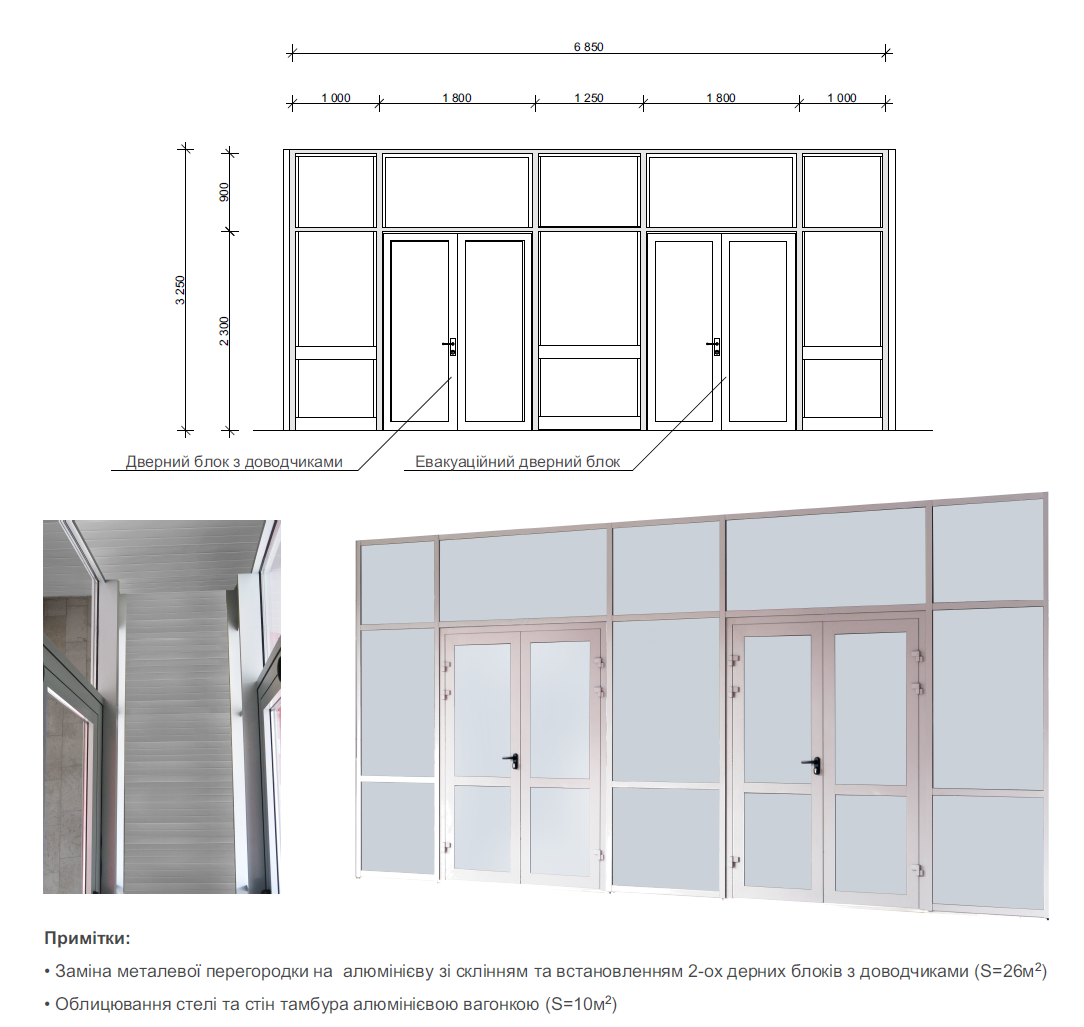 6 850
1 000 1 800 1 250 1 800 1 000
900
3 250
2 300
Дверний блок з доводчиками Евакуаційний дверний блок
Примітки:
• Заміна металевої перегородки на алюмінієву зі склінням та встановленням 2-ох дерних блоків з доводчиками (S=26м²)
• Облицювання стелі та стін тамбура алюмінієвою вагонкою (S=10м²)